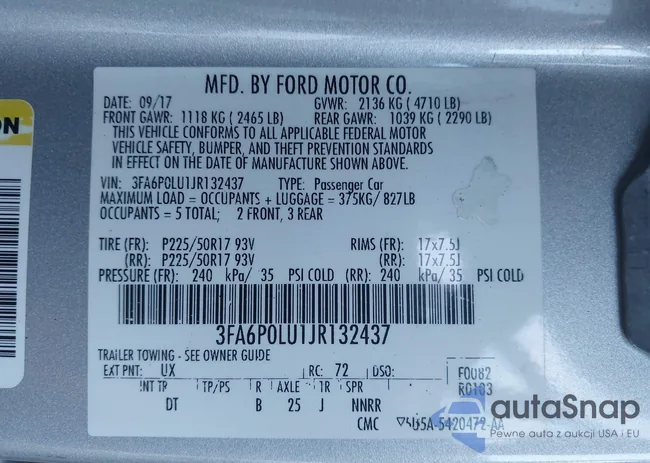 ON
MFD. BY FORD MOTOR CO.
DATE: 09/17 GVWR: 2136 KG ( 4710 LB)
FRONT GAWR: 1118 KG ( 2465 LB) REAR GAWR: 1039 KG ( 2290 LB)
THIS VEHICLE CONFORMS TO ALL APPLICABLE FEDERAL MOTOR
VEHICLE SAFETY, BUMPER, AND THEFT PREVENTION STANDARDS
IN EFFECT ON THE DATE OF MANUFACTURE SHOWN ABOVE.
VIN: 3FA6P0LU1JR132437 TYPE: Passenger Car
MAXIMUM LOAD = OCCUPANTS + LUGGAGE = 375KG/ 827LB
OCCUPANTS = 5 TOTAL; 2 FRONT, 3 REAR
TIRE (FR): P225/50R17 93V RIMS (FR): 17x7.5J
(RR): P225/50R17 93V (RR): 17x7.5J
PRESSURE (FR): 240 kPa/ 35 PSI COLD (RR): 240 kPa/ 35 PSI COLD
3FA6P0LU1JR132437
TRAILER TOWING - SEE OWNER GUIDE
EXT PNT: UX RC: 72 DSO: F0082
INT TP TP/PS R AXLE TR SPR R0103
DT B 25 J NNRR
CMC 5420472-AA
autoSnap
Pewne auta z aukcji USA i EU